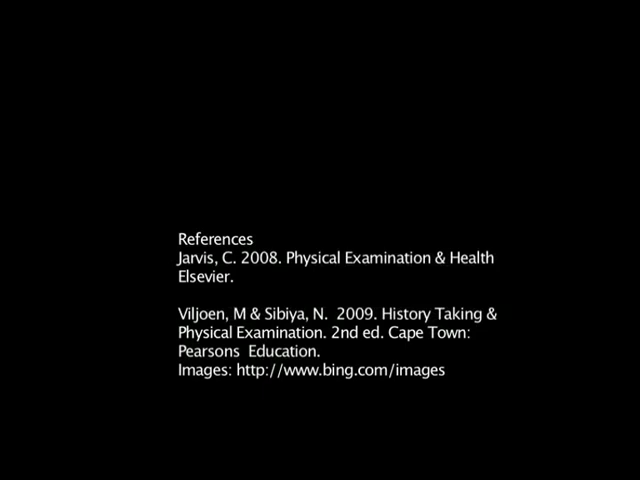 References
Jarvis, C. 2008. Physical Examination & Health
Elsevier.
Viljoen, M & Sibiya, N.  2009. History Taking &
Physical Examination. 2nd ed. Cape Town:
Pearsons  Education.
Images: http://www.bing.com/images